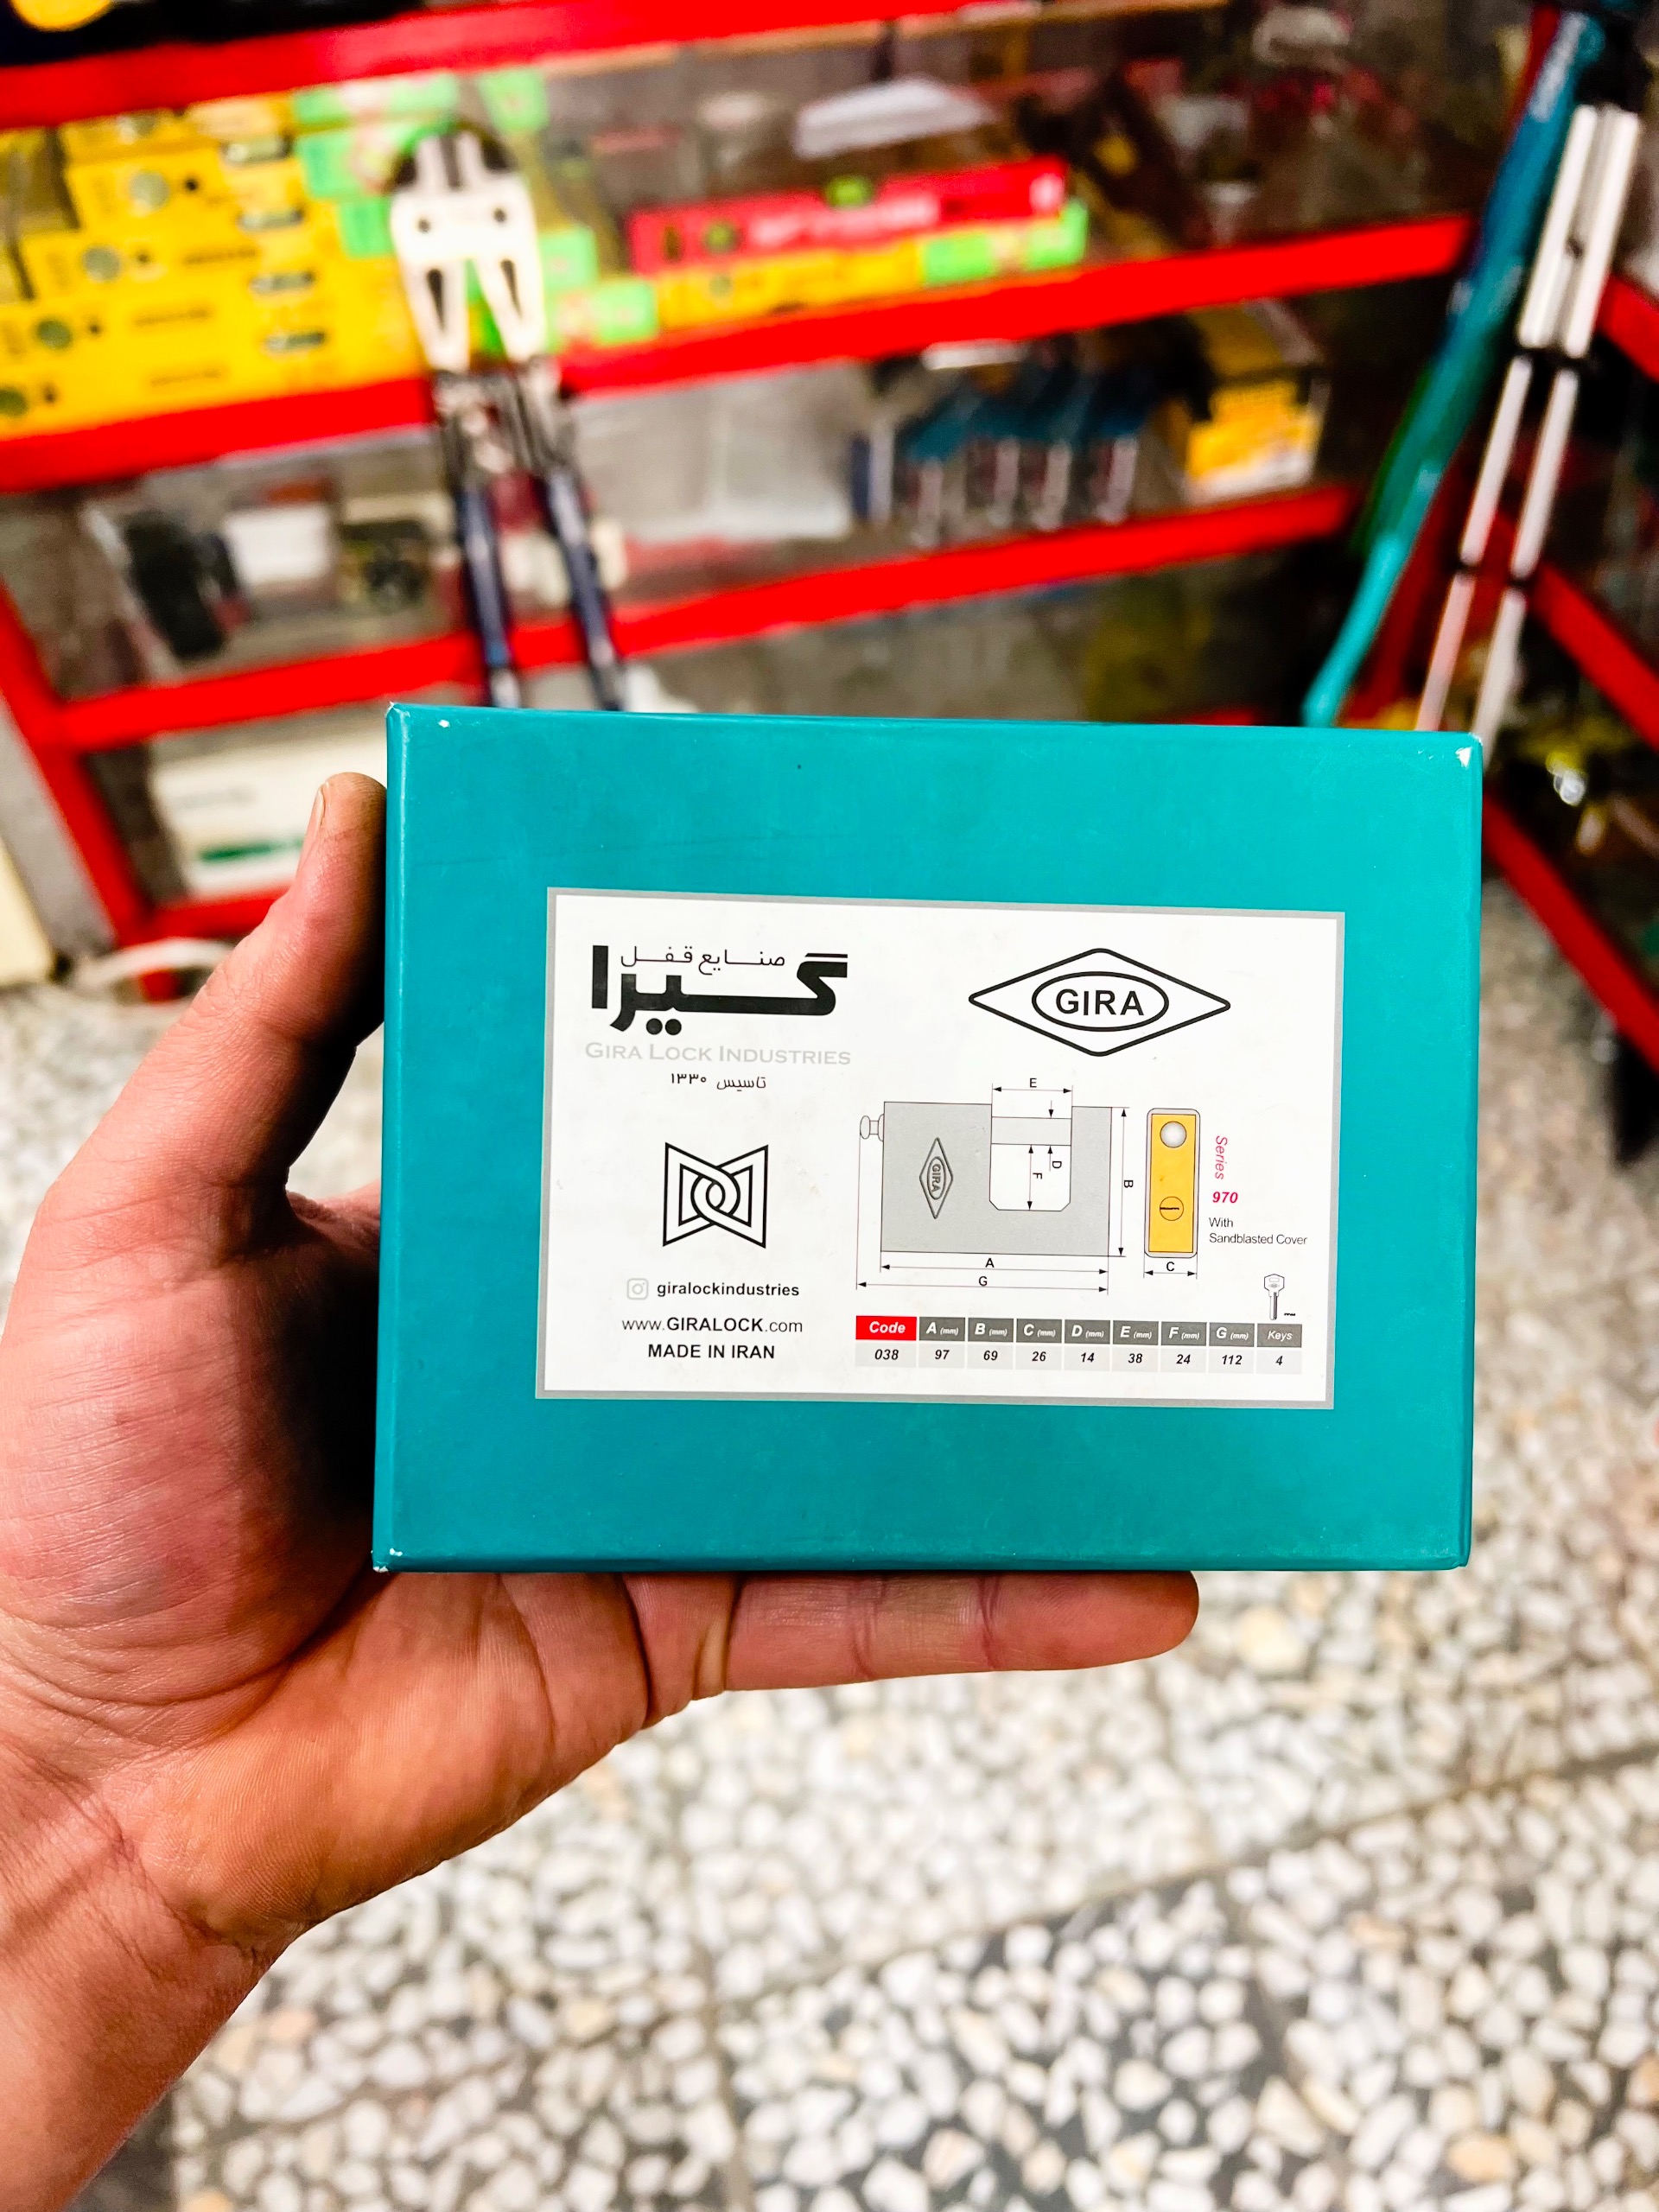 صنایع قفل
گیرا
GIRA LOCK INDUSTRIES
تاسیس ۱۳۳۰
GIRA
giralockindustries
www.GIRALOCK.com
MADE IN IRAN
E
D
F
B
GIRA
A
G
C
Series
970
With
Sandblasted Cover
Code A (mm) B (mm) C (mm) D (mm) E (mm) F (mm) G (mm) Keys
038 97 69 26 14 38 24 112 4